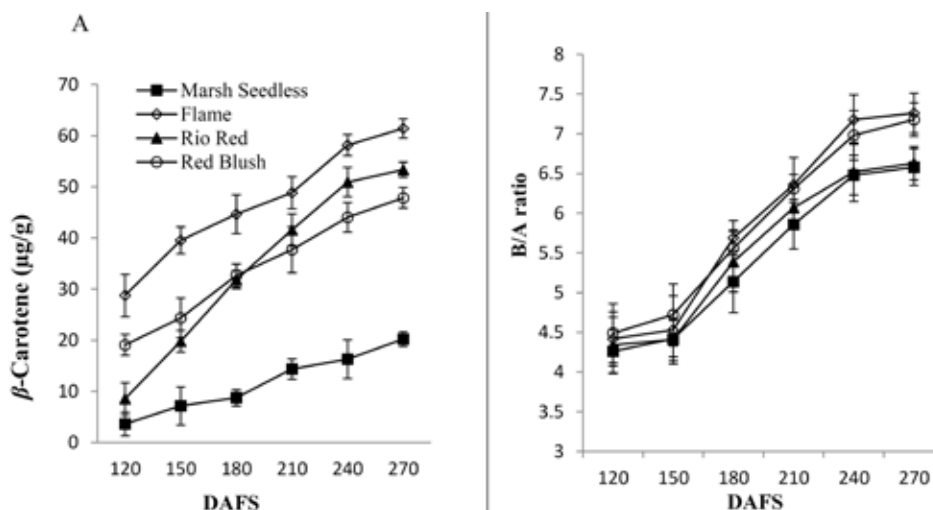 A
Marsh Seedless
Flame
Rio Red
Red Blush
β-Carotene (µg/g)
70
60
50
40
30
20
10
0
120 150 180 210 240 270
DAFS
B/A ratio
8
7.5
7
6.5
6
5.5
5
4.5
4
3.5
3
120 150 180 210 240 270
DAFS